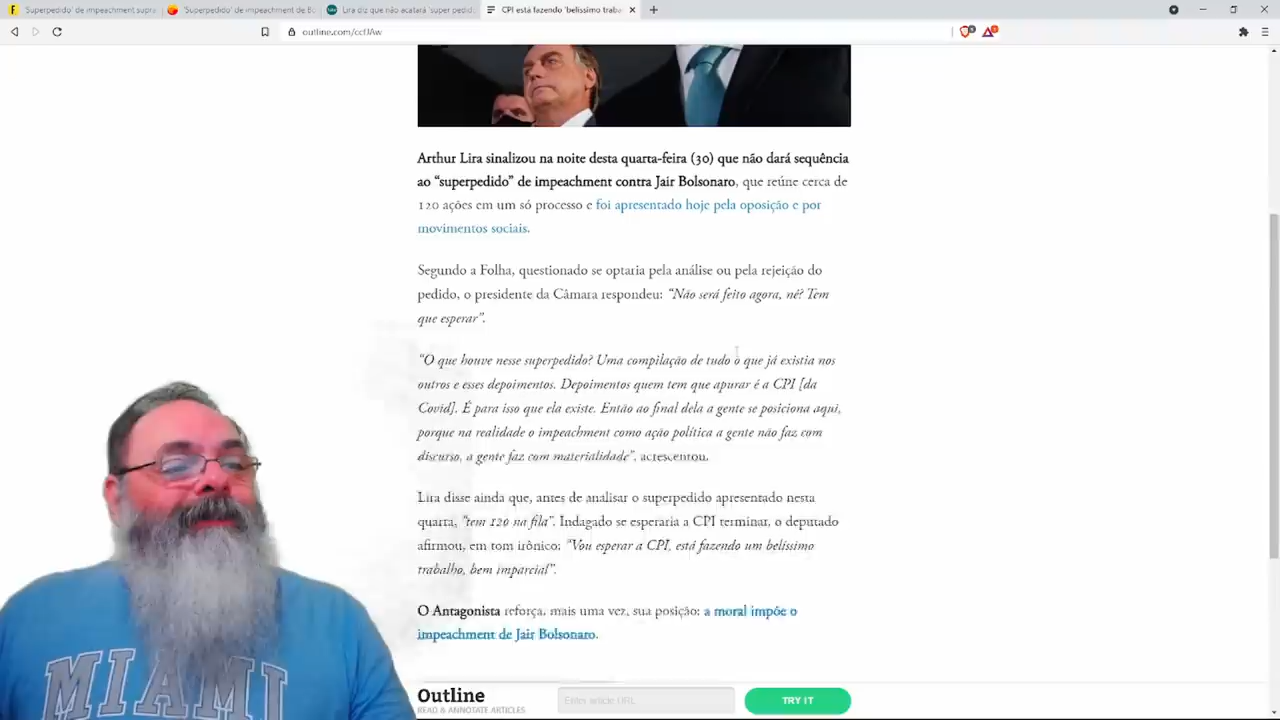 'Superpedido' de impeachment supra
'Superpedido' de impeachment de Bo
Lira diz que não acatará 'super pedid
CPI está fazendo 'belíssimo traba
outline.com/ccfJAw
Arthur Lira sinalizou na noite desta quarta-feira (30) que não dará sequência
ao “superpedido” de impeachment contra Jair Bolsonaro, que reúne cerca de
120 ações em um só processo e foi apresentado hoje pela oposição e por
movimentos sociais.
Segundo a Folha, questionado se optaria pela análise ou pela rejeição do
pedido, o presidente da Câmara respondeu: “Não será feito agora, né? Tem
que esperar”.
“O que houve nesse superpedido? Uma compilação de tudo o que já existia nos
outros e esses depoimentos. Depoimentos quem tem que apurar é a CPI [da
Covid]. É para isso que ela existe. Então ao final dela a gente se posiciona aqui,
porque na realidade o impeachment como ação política a gente não faz com
discurso, a gente faz com materialidade”, acrescentou.
Lira disse ainda que, antes de analisar o superpedido apresentado nesta
quarta, “tem 120 na fila”. Indagado se esperaria a CPI terminar, o deputado
afirmou, em tom irônico: “Vou esperar a CPI, está fazendo um belíssimo
trabalho, bem imparcial”.
O Antagonista reforça, mais uma vez, sua posição: a moral impõe o
impeachment de Jair Bolsonaro.
MIAMI
Outline
READ & ANNOTATE ARTICLES
Enter article URL
TRY IT